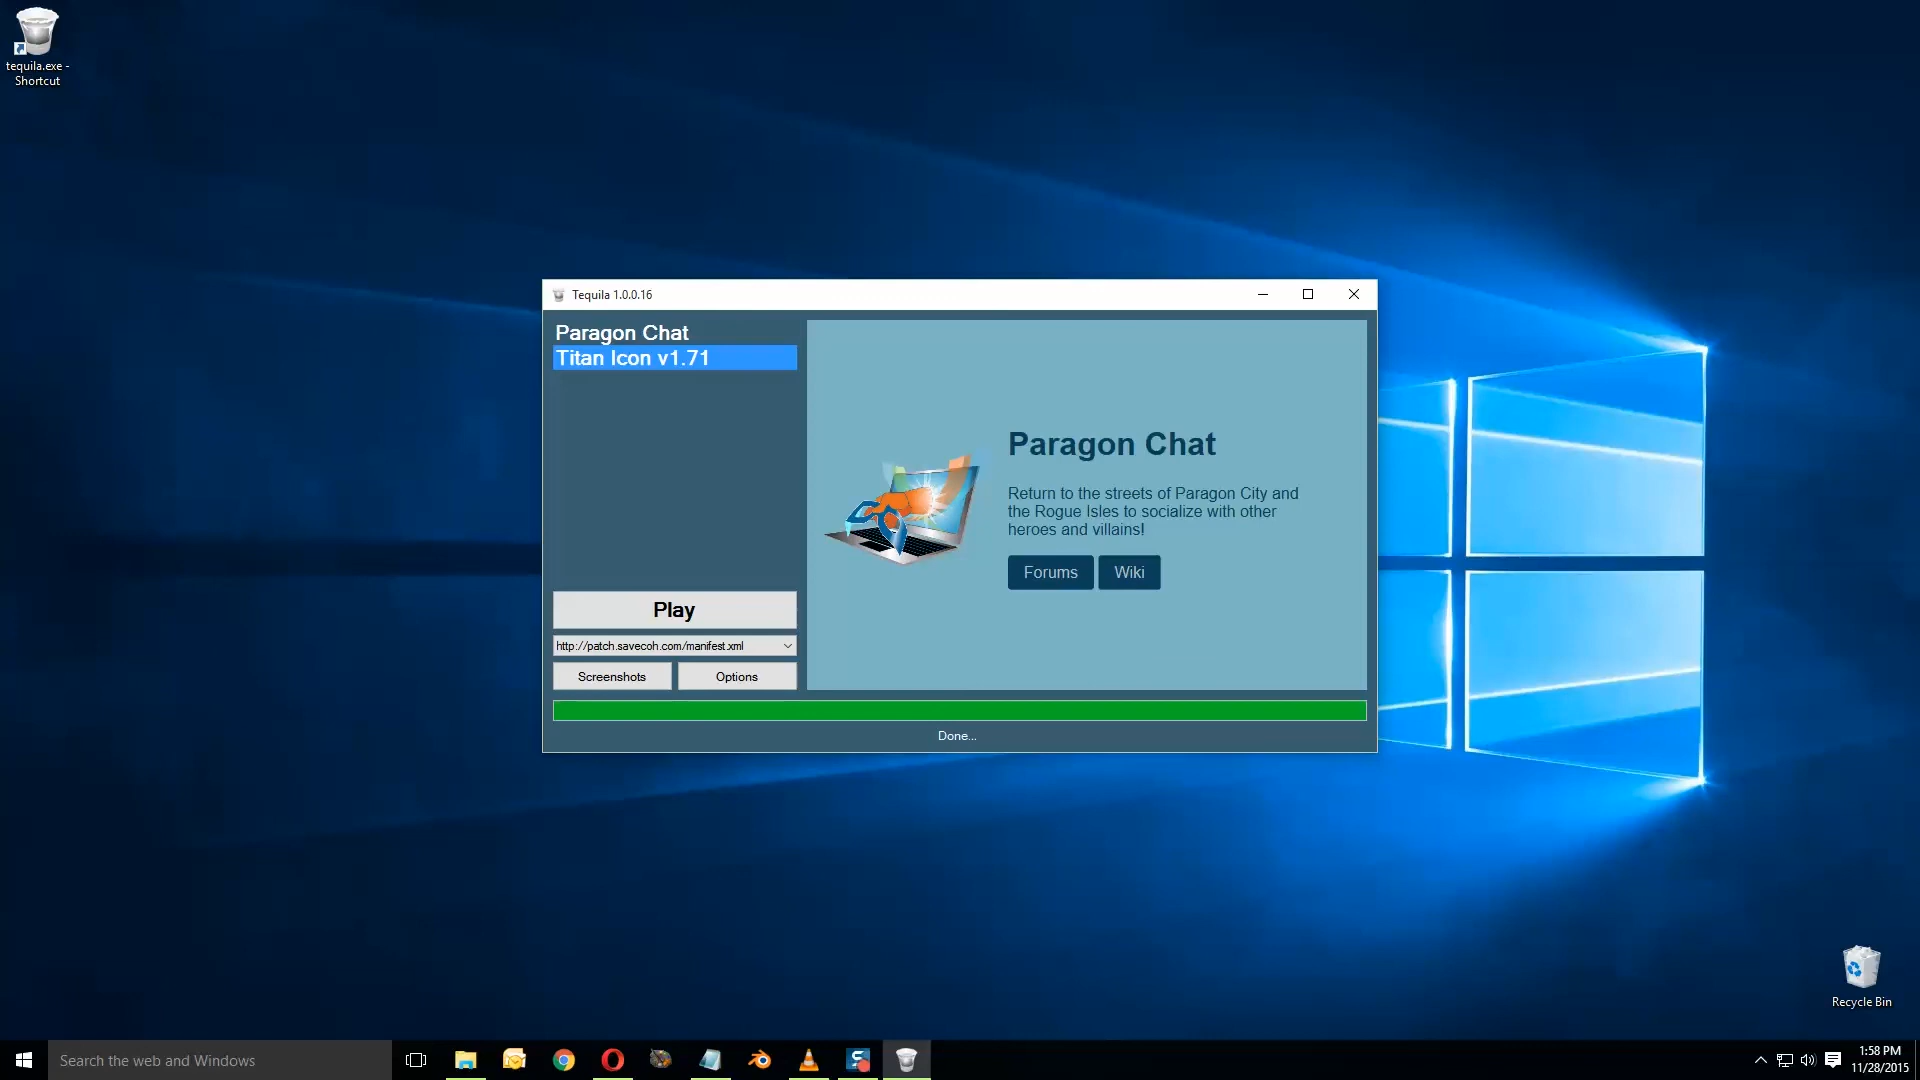 tequila.exe -
Shortcut
Tequila 1.0.0.16
Paragon Chat
Titan Icon v1.71
Play
http://patch.savecoh.com/manifest.xml
Screenshots
Options
Paragon Chat
Return to the streets of Paragon City and
the Rogue Isles to socialize with other
heroes and villains!
Forums
Wiki
Done...
Recycle Bin
Search the web and Windows
1:58 PM
11/28/2015